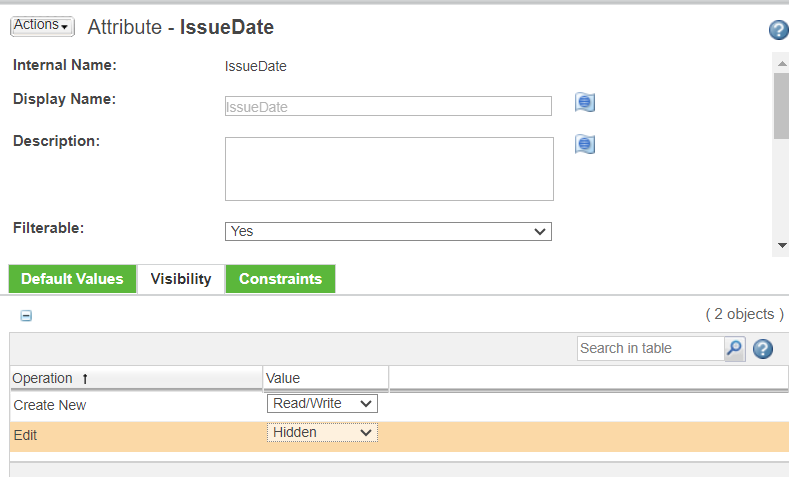 Actions Attribute - IssueDate
Internal Name: IssueDate
Display Name: IssueDate
Description:
Filterable: Yes
Default Values Visibility Constraints
( 2 objects )
Search in table
Operation ↑ Value
Create New Read/Write
Edit Hidden